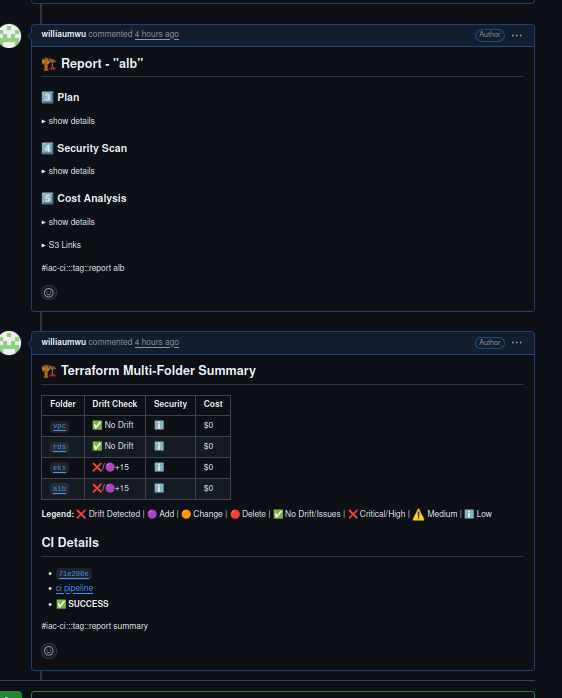 williaumwu commented 4 hours ago Author
Report - "alb"
3 Plan
▸ show details
4 Security Scan
▸ show details
5 Cost Analysis
▸ show details
▸ S3 Links
#iac-ci:::tag::report alb
williaumwu commented 4 hours ago Author
Terraform Multi-Folder Summary
Folder Drift Check Security Cost
vpc ✅ No Drift ℹ️ $0
rds ✅ No Drift ℹ️ $0
eks ❌/🟣+15 ℹ️ $0
alb ❌/🟣+15 ℹ️ $0
Legend: ❌ Drift Detected | 🟣 Add | 🟠 Change | 🔴 Delete | ✅ No Drift/Issues | ❌ Critical/High | ⚠️ Medium | ℹ️ Low
CI Details
• 71e200e
• ci pipeline
• ✅ SUCCESS
#iac-ci:::tag::report summary